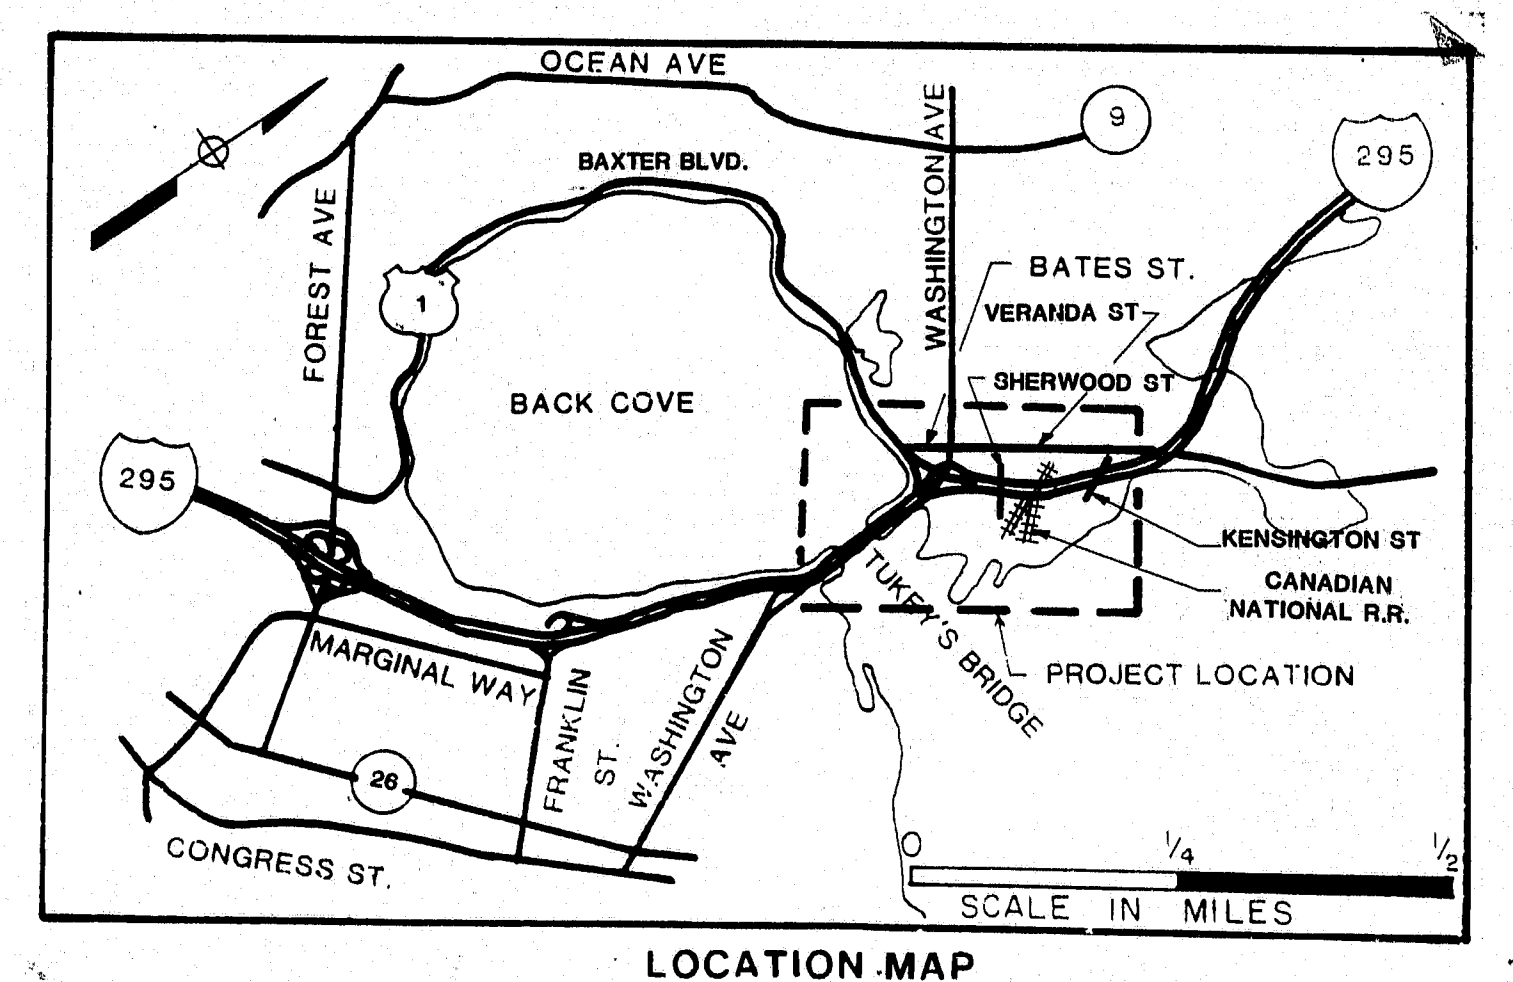 OCEAN AVE
9
295
BAXTER BLVD.
WASHINGTON AVE
FOREST AVE
BATES ST.
1
VERANDA ST
SHERWOOD ST
BACK COVE
295
KENSINGTON ST
CANADIAN
NATIONAL R.R.
TUKEY'S BRIDGE
MARGINAL WAY
PROJECT LOCATION
FRANKLIN
ST.
WASHINGTON
AVE
26
CONGRESS ST.
0 1/4 1/2
SCALE IN MILES
LOCATION MAP